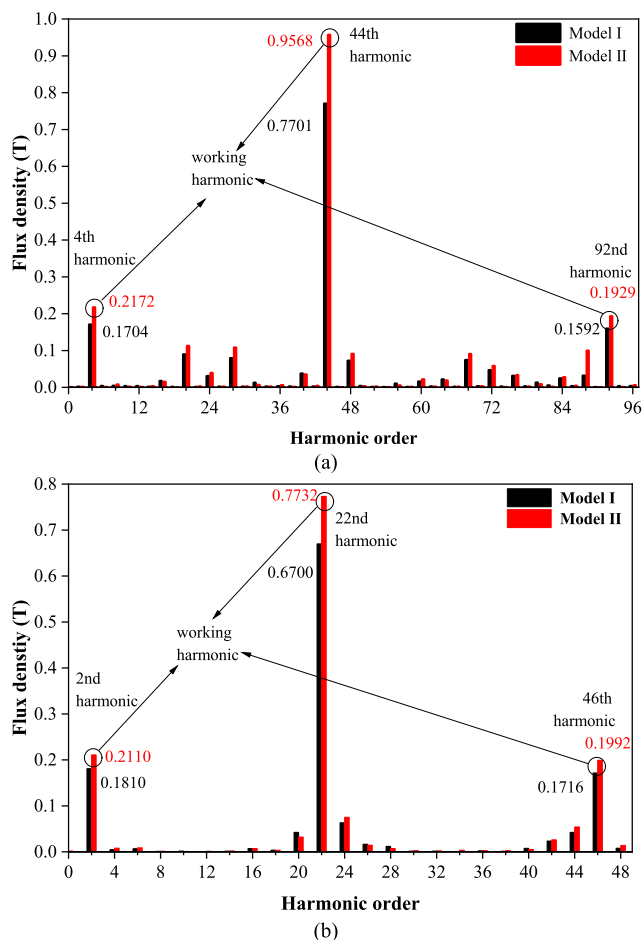 1.0
0.9
0.8
0.7
0.6
0.5
0.4
0.3
0.2
0.1
0.0
Flux density (T)
0.9568
44th
harmonic
Model I
Model II
0.7701
working
harmonic
4th
harmonic
0.2172
0.1704
92nd
harmonic
0.1929
0.1592
0 12 24 36 48 60 72 84 96
Harmonic order
(a)
0.8
0.7
0.6
0.5
0.4
0.3
0.2
0.1
0.0
Flux denstiy (T)
0.7732
22nd
harmonic
Model I
Model II
0.6700
working
harmonic
2nd
harmonic
0.2110
0.1810
46th
harmonic
0.1992
0.1716
0 4 8 12 16 20 24 28 32 36 40 44 48
Harmonic order
(b)